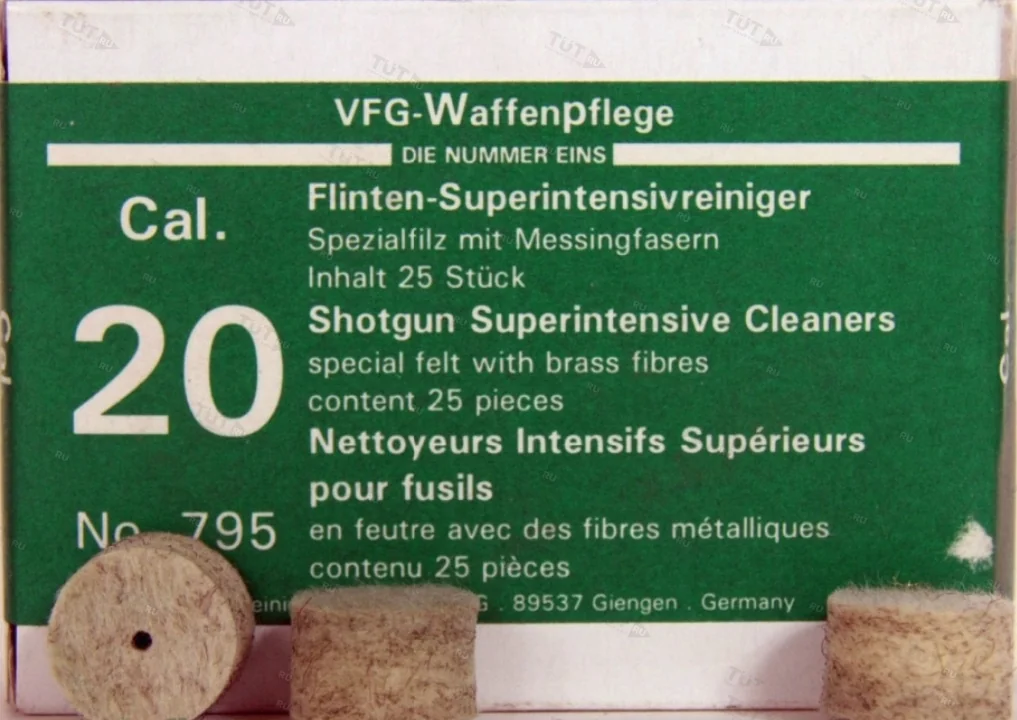 VFG-Waffenpflege
DIE NUMMER EINS
Cal.
20
No. 795
Flinten-Superintensivreiniger
Spezialfilz mit Messingfasern
Inhalt 25 Stück
Shotgun Superintensive Cleaners
special felt with brass fibres
content 25 pieces
Nettoyeurs Intensifs Supérieurs
pour fusils
en feutre avec des fibres métalliques
contenu 25 pièces
. 89537 Giengen . Germany
TUT.RU